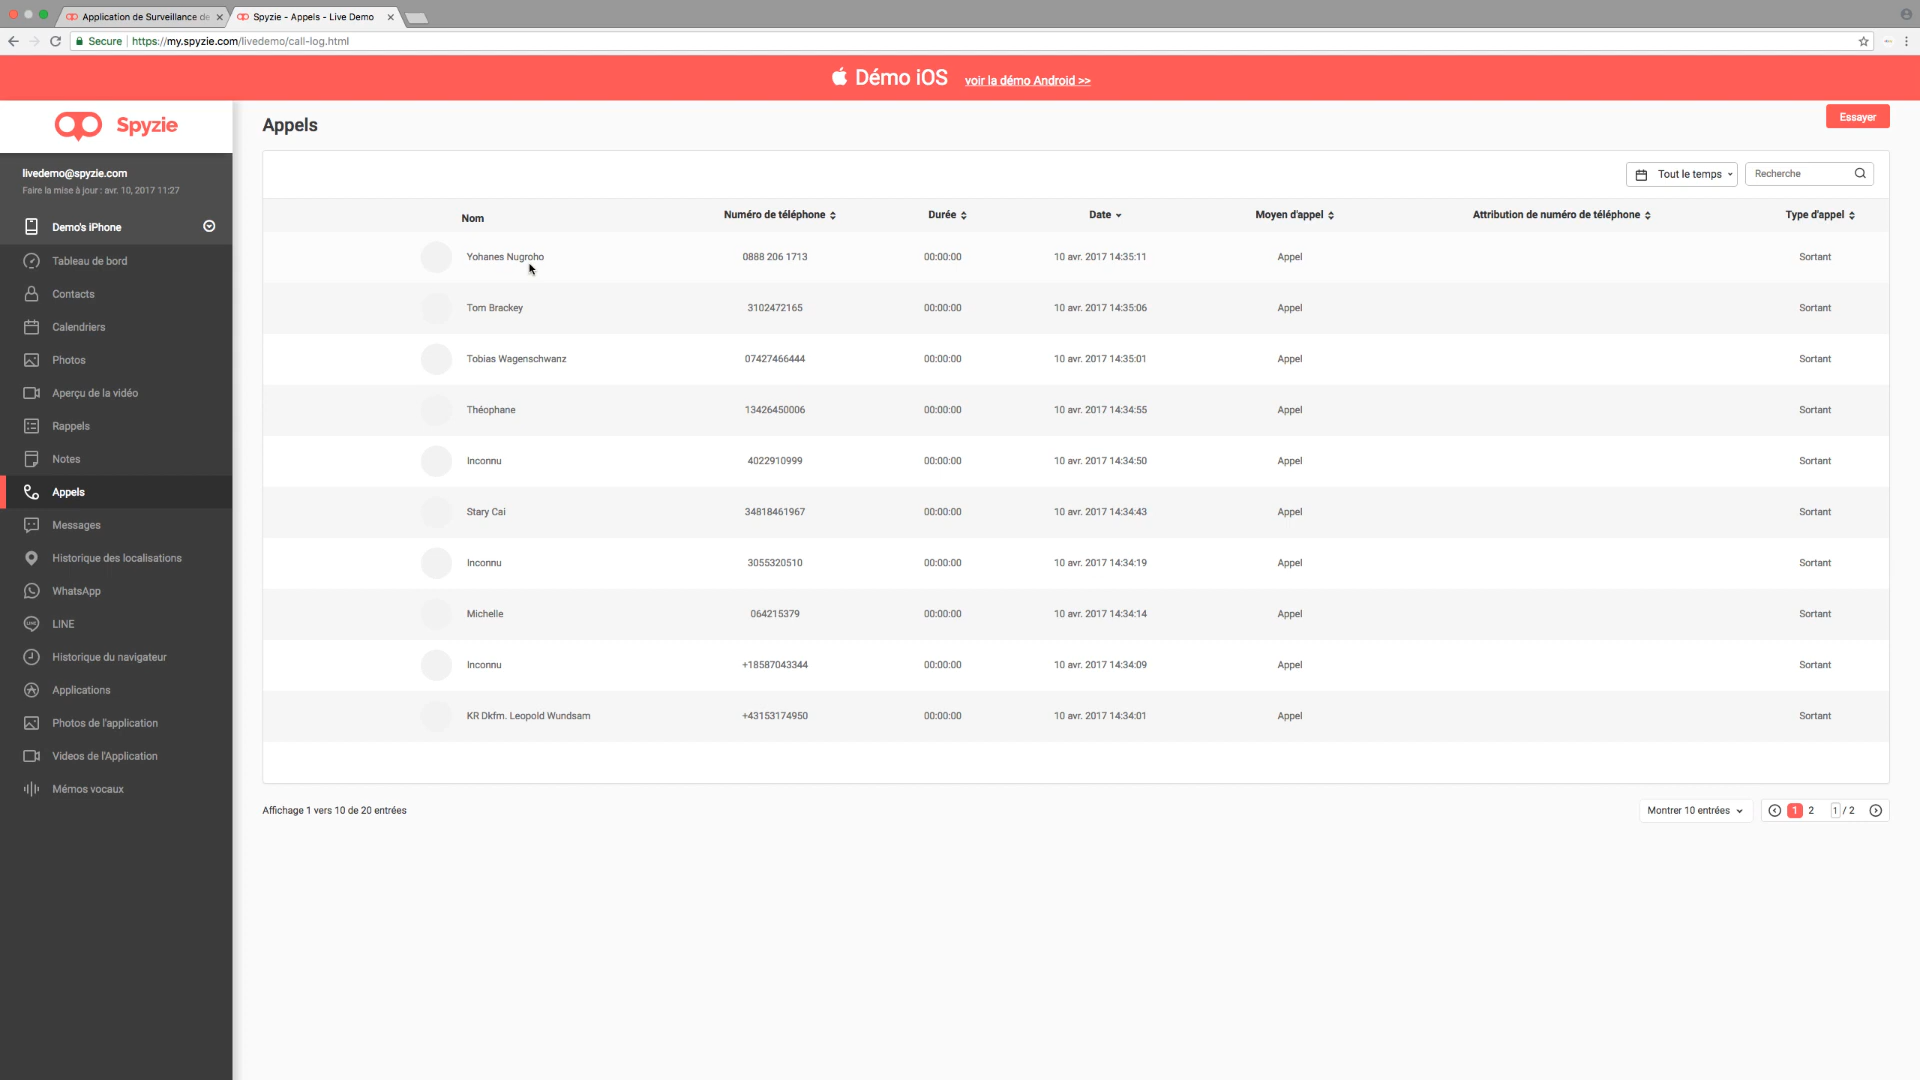 Application de Surveillance de
Spyzie - Appels - Live Demo
Secure https://my.spyzie.com/livedemo/call-log.html
Démo iOS voir la démo Android >>
Spyzie
livedemo@spyzie.com
Faire la mise à jour : avr. 10, 2017 11:27
Demo's iPhone
Tableau de bord
Contacts
Calendriers
Photos
Aperçu de la vidéo
Rappels
Notes
Appels
Messages
Historique des localisations
WhatsApp
LINE
Historique du navigateur
Applications
Photos de l'application
Videos de l'Application
Mémos vocaux
Appels
Essayer
Tout le temps Recherche
Nom Numéro de téléphone Durée Date Moyen d'appel Attribution de numéro de téléphone Type d'appel
Yohanes Nugroho 0888 206 1713 00:00:00 10 avr. 2017 14:35:11 Appel Sortant
Tom Brackey 3102472165 00:00:00 10 avr. 2017 14:35:06 Appel Sortant
Tobias Wagenschwanz 07427466444 00:00:00 10 avr. 2017 14:35:01 Appel Sortant
Théophane 13426450006 00:00:00 10 avr. 2017 14:34:55 Appel Sortant
Inconnu 4022910999 00:00:00 10 avr. 2017 14:34:50 Appel Sortant
Stary Cai 34818461967 00:00:00 10 avr. 2017 14:34:43 Appel Sortant
Inconnu 3055320510 00:00:00 10 avr. 2017 14:34:19 Appel Sortant
Michelle 064215379 00:00:00 10 avr. 2017 14:34:14 Appel Sortant
Inconnu +18587043344 00:00:00 10 avr. 2017 14:34:09 Appel Sortant
KR Dkfm. Leopold Wundsam +43153174950 00:00:00 10 avr. 2017 14:34:01 Appel Sortant
Affichage 1 vers 10 de 20 entrées
Montrer 10 entrées 1 2 1 / 2